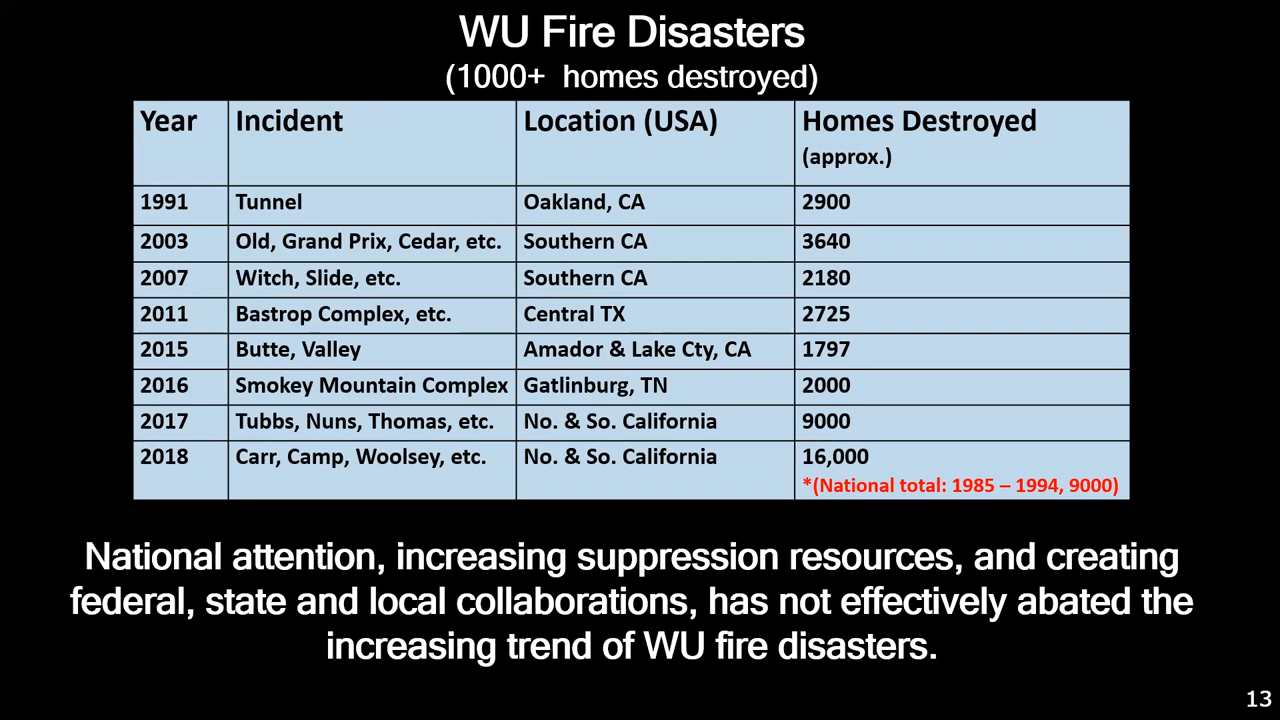 WU Fire Disasters
(1000+ homes destroyed)
Year Incident Location (USA) Homes Destroyed
(approx.)
1991 Tunnel Oakland, CA 2900
2003 Old, Grand Prix, Cedar, etc. Southern CA 3640
2007 Witch, Slide, etc. Southern CA 2180
2011 Bastrop Complex, etc. Central TX 2725
2015 Butte, Valley Amador & Lake Cty, CA 1797
2016 Smokey Mountain Complex Gatlinburg, TN 2000
2017 Tubbs, Nuns, Thomas, etc. No. & So. California 9000
2018 Carr, Camp, Woolsey, etc. No. & So. California 16,000
*(National total: 1985 – 1994, 9000)
National attention, increasing suppression resources, and creating
federal, state and local collaborations, has not effectively abated the
increasing trend of WU fire disasters.
13